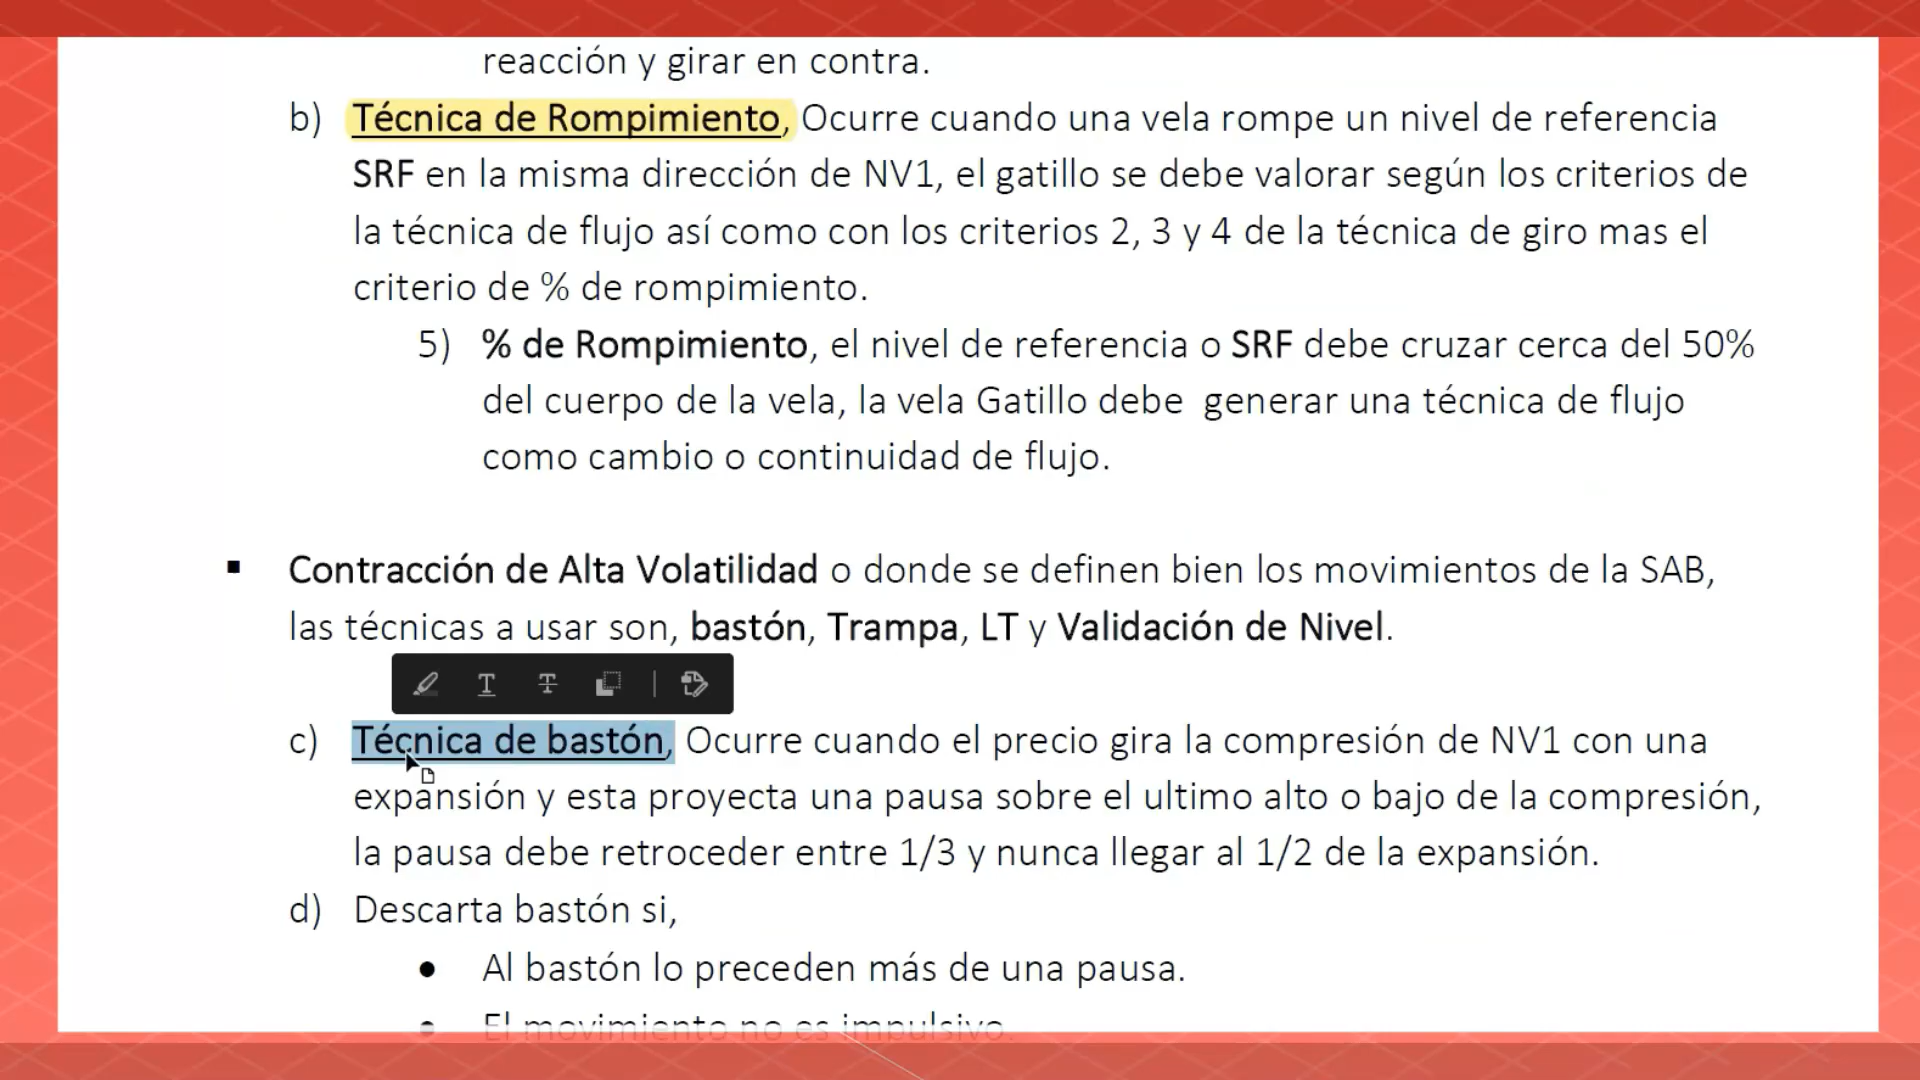 reacción y girar en contra.
b) Técnica de Rompimiento, Ocurre cuando una vela rompe un nivel de referencia
SRF en la misma dirección de NV1, el gatillo se debe valorar según los criterios de
la técnica de flujo así como con los criterios 2, 3 y 4 de la técnica de giro mas el
criterio de % de rompimiento.
5) % de Rompimiento, el nivel de referencia o SRF debe cruzar cerca del 50%
del cuerpo de la vela, la vela Gatillo debe generar una técnica de flujo
como cambio o continuidad de flujo.
▪ Contracción de Alta Volatilidad o donde se definen bien los movimientos de la SAB,
las técnicas a usar son, bastón, Trampa, LT y Validación de Nivel.
c) Técnica de bastón, Ocurre cuando el precio gira la compresión de NV1 con una
expansión y esta proyecta una pausa sobre el ultimo alto o bajo de la compresión,
la pausa debe retroceder entre 1/3 y nunca llegar al 1/2 de la expansión.
d) Descarta bastón si,
● Al bastón lo preceden más de una pausa.
● El movimiento no es impulsivo.